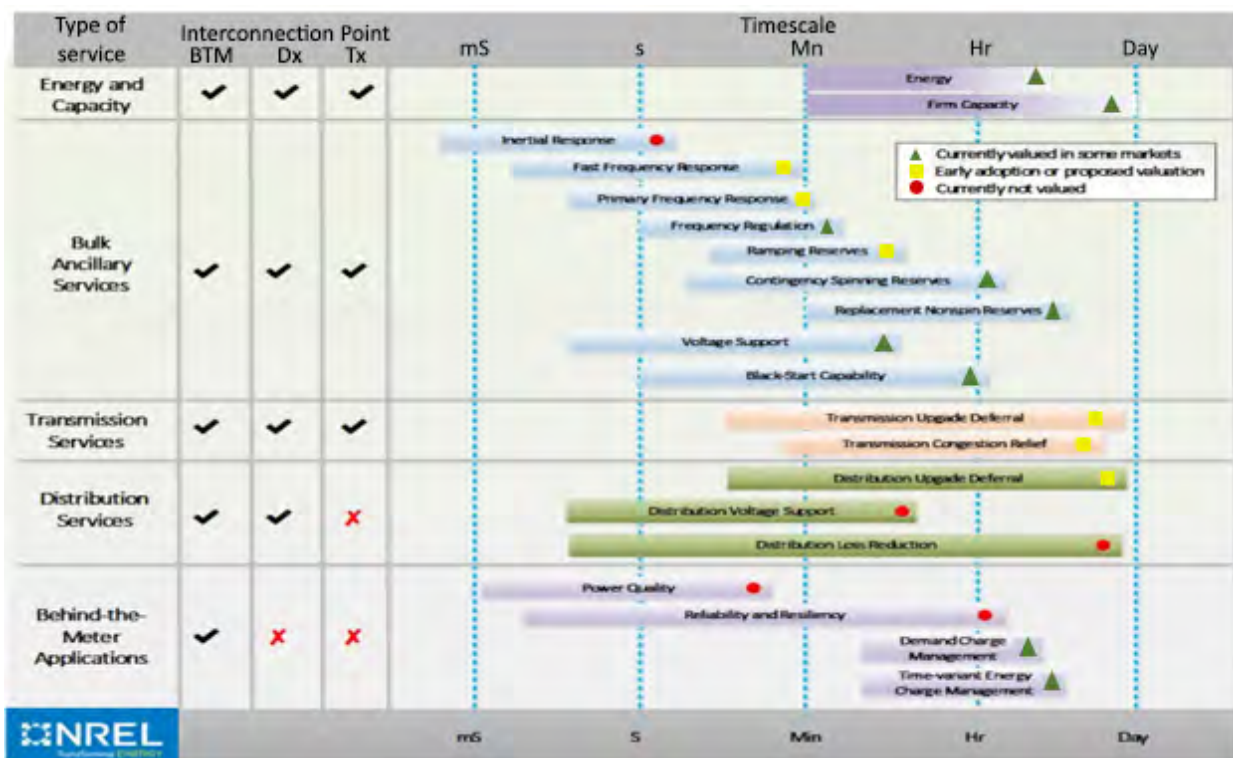 Type of service
Interconnection Point
BTM Dx Tx
Timescale
mS s Mn Hr Day
Energy and Capacity
Energy
Firm Capacity
Bulk Ancillary Services
Inertial Response
Fast Frequency Response
Primary Frequency Response
Frequency Regulation
Ramping Reserves
Contingency Spinning Reserves
Replacement Nonspin Reserves
Voltage Support
Black-Start Capability
Currently valued in some markets
Early adoption or proposed valuation
Currently not valued
Transmission Services
Transmission Upgade Deferral
Transmission Congestion Relief
Distribution Services
Distribution Upgade Deferral
Distribution Voltage Support
Distribution Loss Reduction
Behind-the-
Meter
Applications
Power Quality
Reliability and Resiliency
Demand Charge
Management
Time-variant Energy
Charge Management
NREL
Transforming ENERGY
mS S Min Hr Day